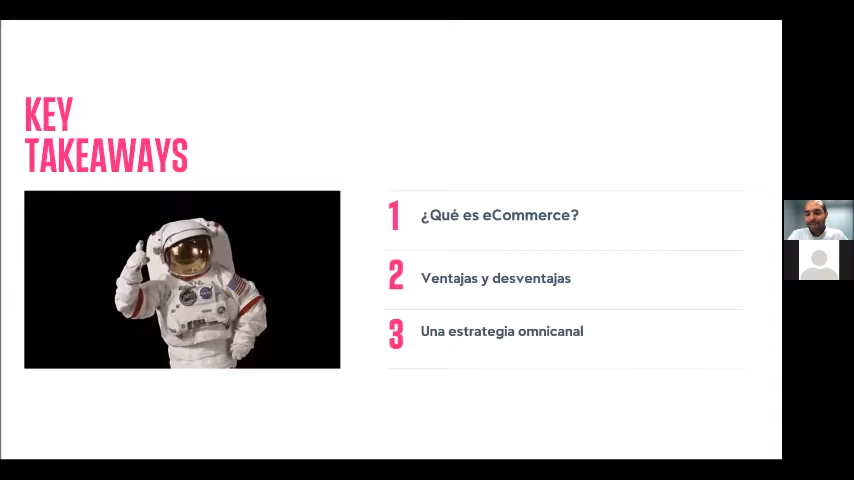 KEY
TAKEAWAYS
1 ¿Qué es eCommerce?
2 Ventajas y desventajas
3 Una estrategia omnicanal